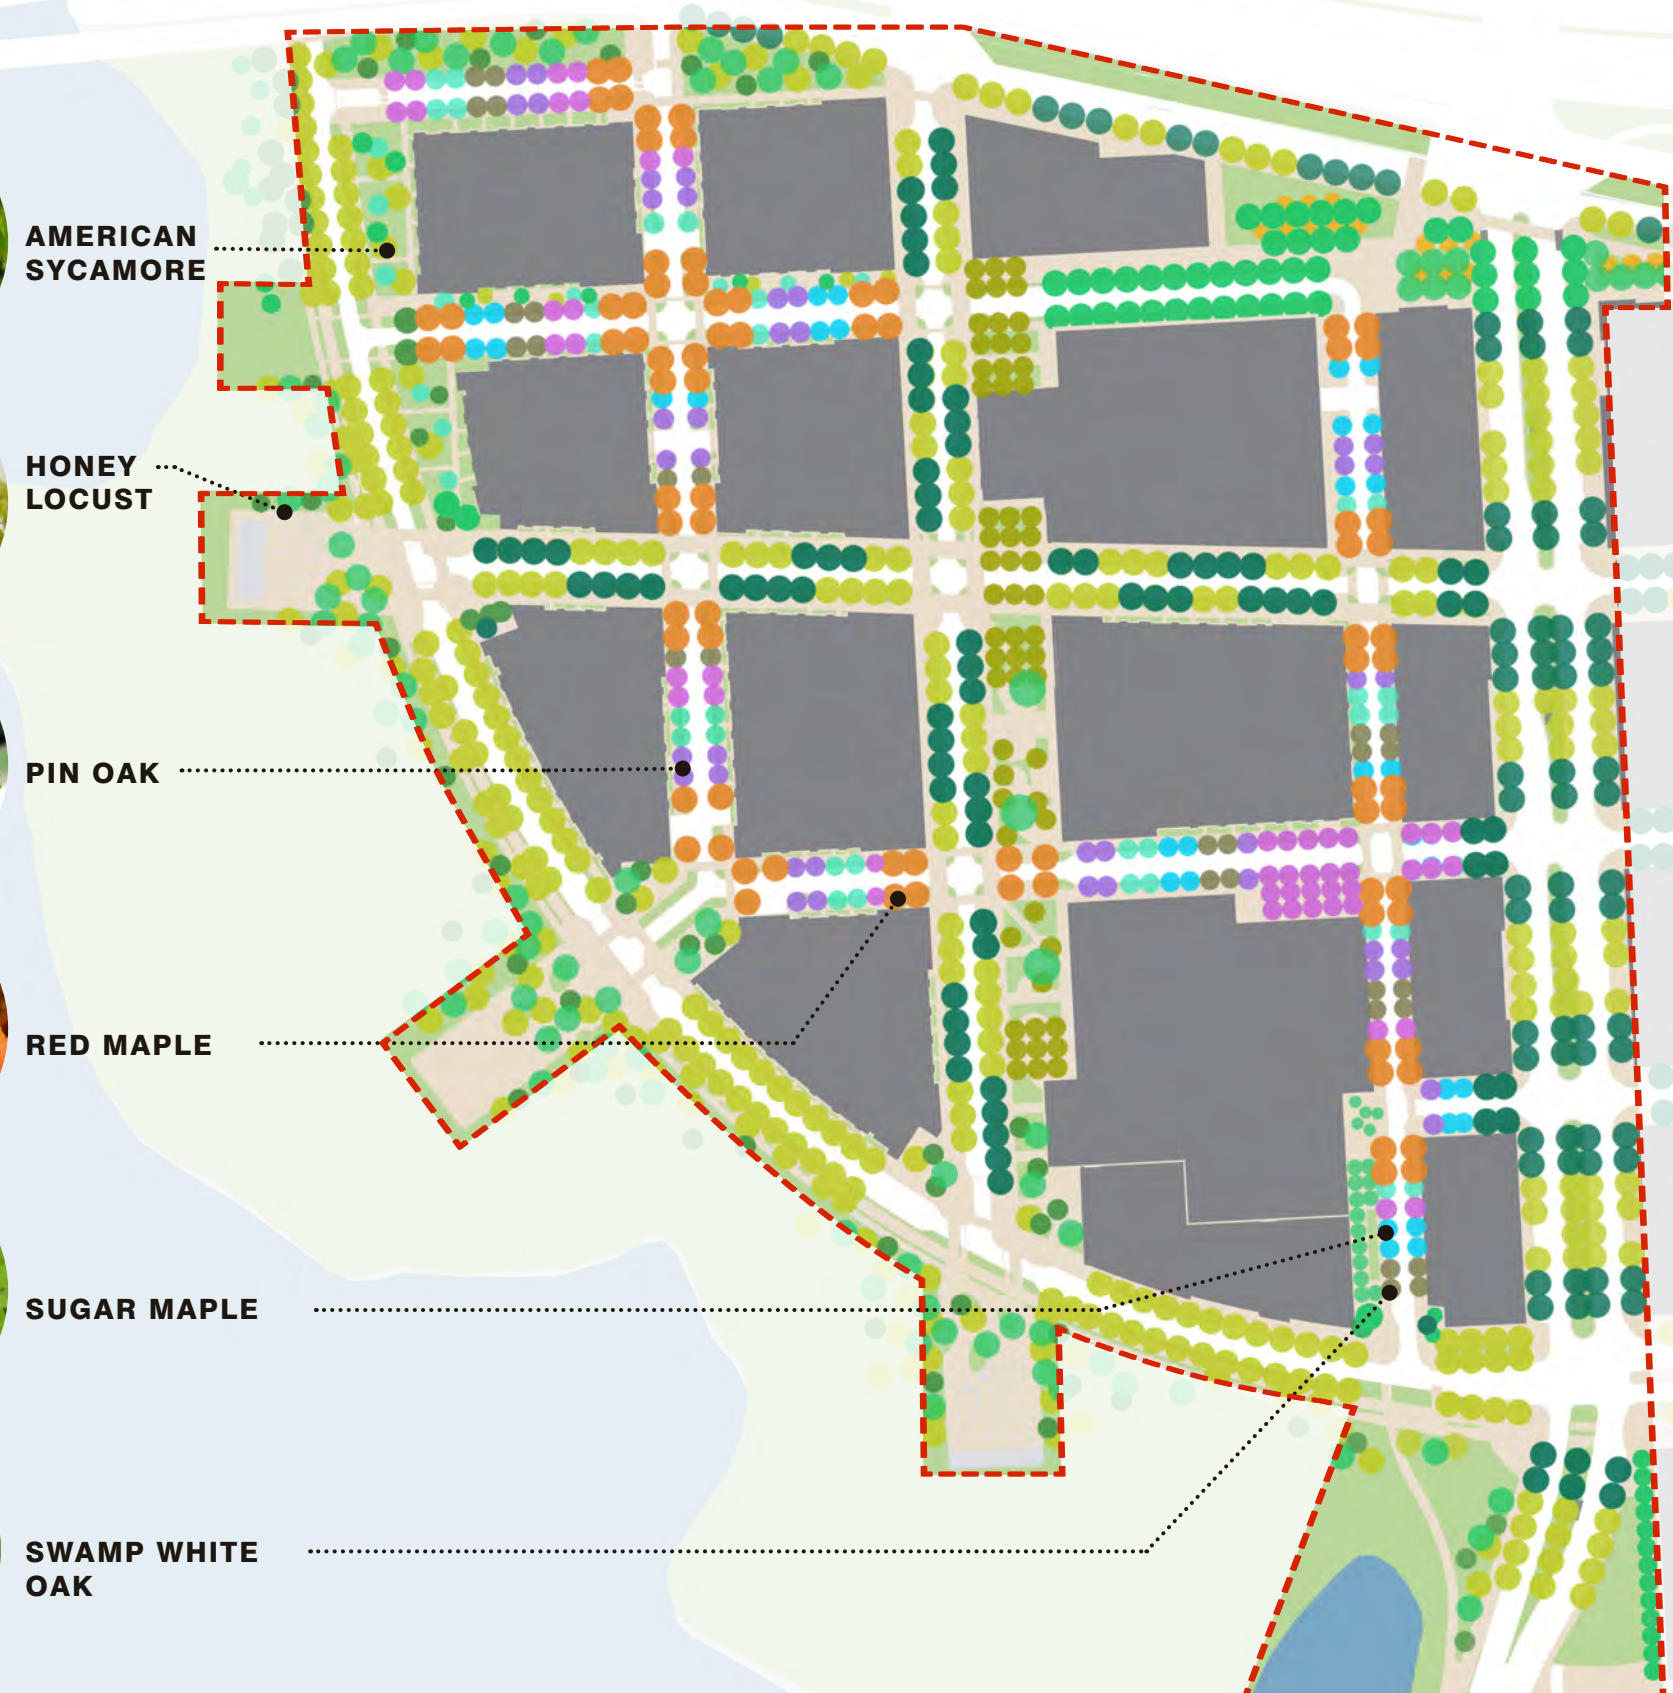 AMERICAN
SYCAMORE
HONEY
LOCUST
PIN OAK
RED MAPLE
SUGAR MAPLE
SWAMP WHITE
OAK